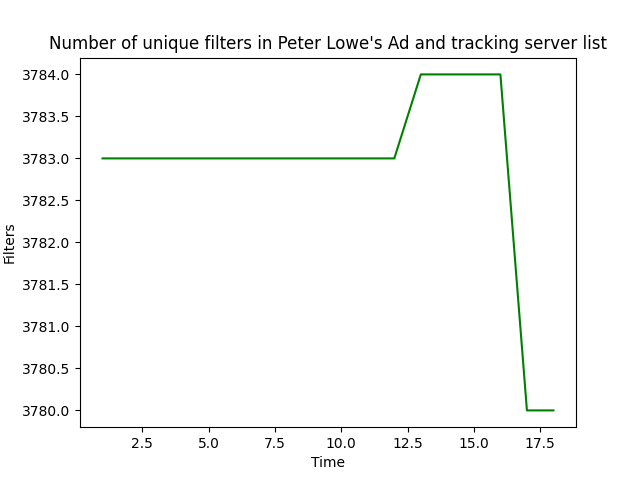 Number of unique filters in Peter Lowe's Ad and tracking server list
3784.0
3783.5
3783.0
3782.5
3782.0
3781.5
3781.0
3780.5
3780.0
Filters
2.5 5.0 7.5 10.0 12.5 15.0 17.5
Time